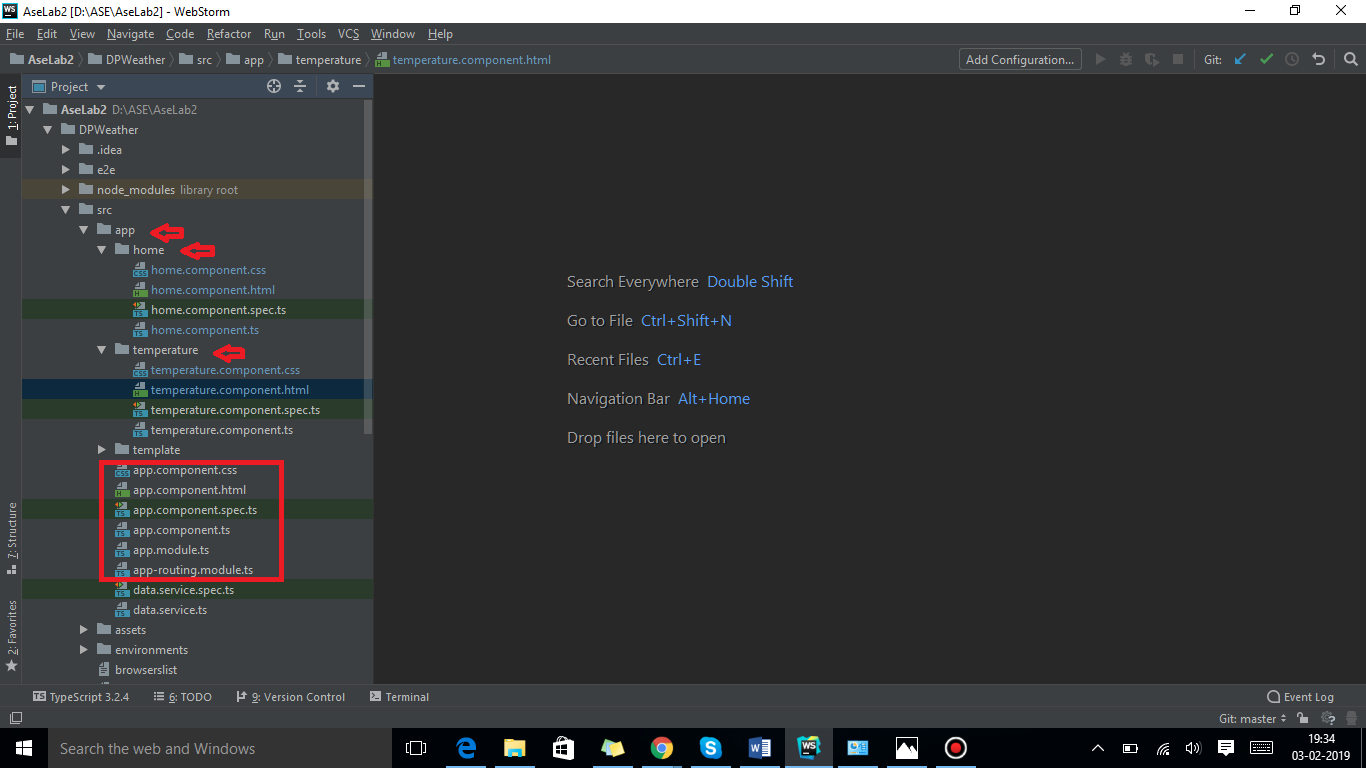 AseLab2 [D:\ASE\AseLab2] - WebStorm
File Edit View Navigate Code Refactor Run Tools VCS Window Help
AseLab2 DPWeather src app temperature temperature.component.html Add Configuration... Git:
1: Project
Project
AseLab2 D:\ASE\AseLab2
DPWeather
.idea
e2e
node_modules library root
src
app
home
home.component.css
home.component.html
home.component.spec.ts
home.component.ts
temperature
temperature.component.css
temperature.component.html
temperature.component.spec.ts
temperature.component.ts
template
app.component.css
app.component.html
app.component.spec.ts
app.component.ts
app.module.ts
app-routing.module.ts
data.service.spec.ts
data.service.ts
assets
environments
browserslist
7: Structure
2: Favorites
Search Everywhere Double Shift
Go to File Ctrl+Shift+N
Recent Files Ctrl+E
Navigation Bar Alt+Home
Drop files here to open
TypeScript 3.2.4 6: TODO 9: Version Control Terminal Event Log
Git: master
Search the web and Windows
19:34
03-02-2019